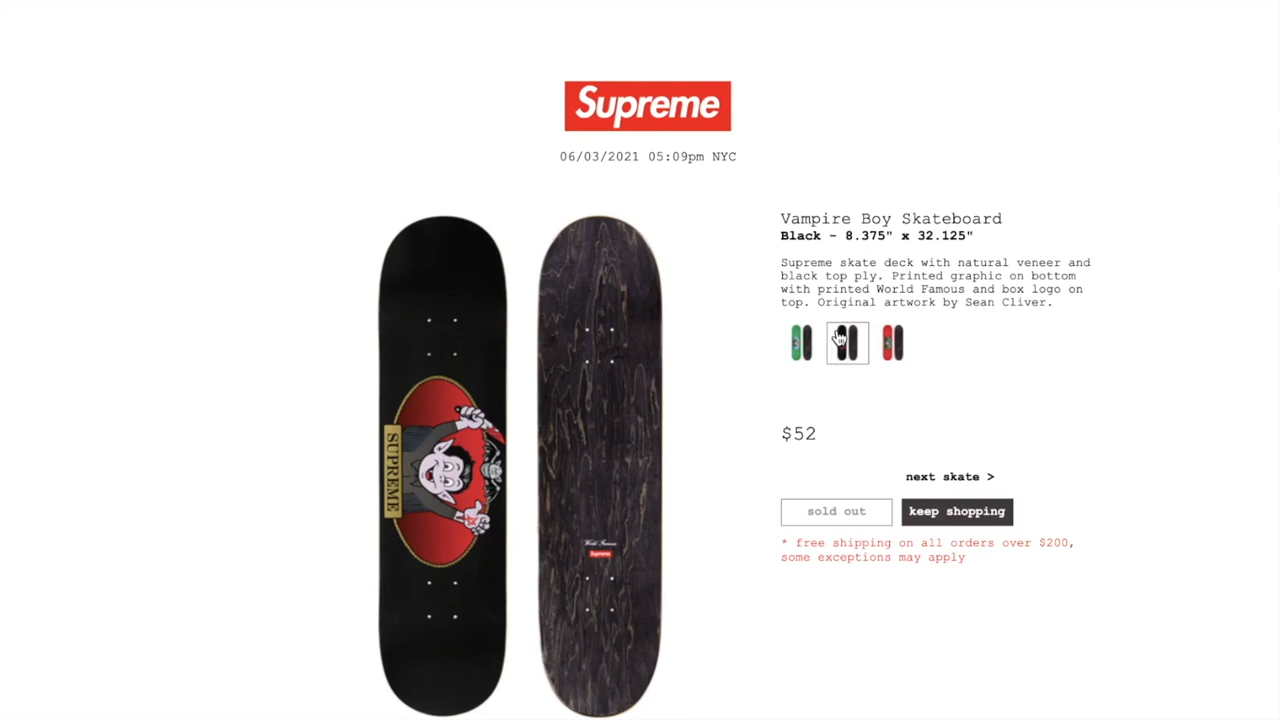 Supreme
06/03/2021 05:09pm NYC
Vampire Boy Skateboard
Black - 8.375" x 32.125"
Supreme skate deck with natural veneer and
black top ply. Printed graphic on bottom
with printed World Famous and box logo on
top. Original artwork by Sean Cliver.
SUPREME
World Famous
Supreme
$52
next skate >
sold out
keep shopping
* free shipping on all orders over $200,
some exceptions may apply